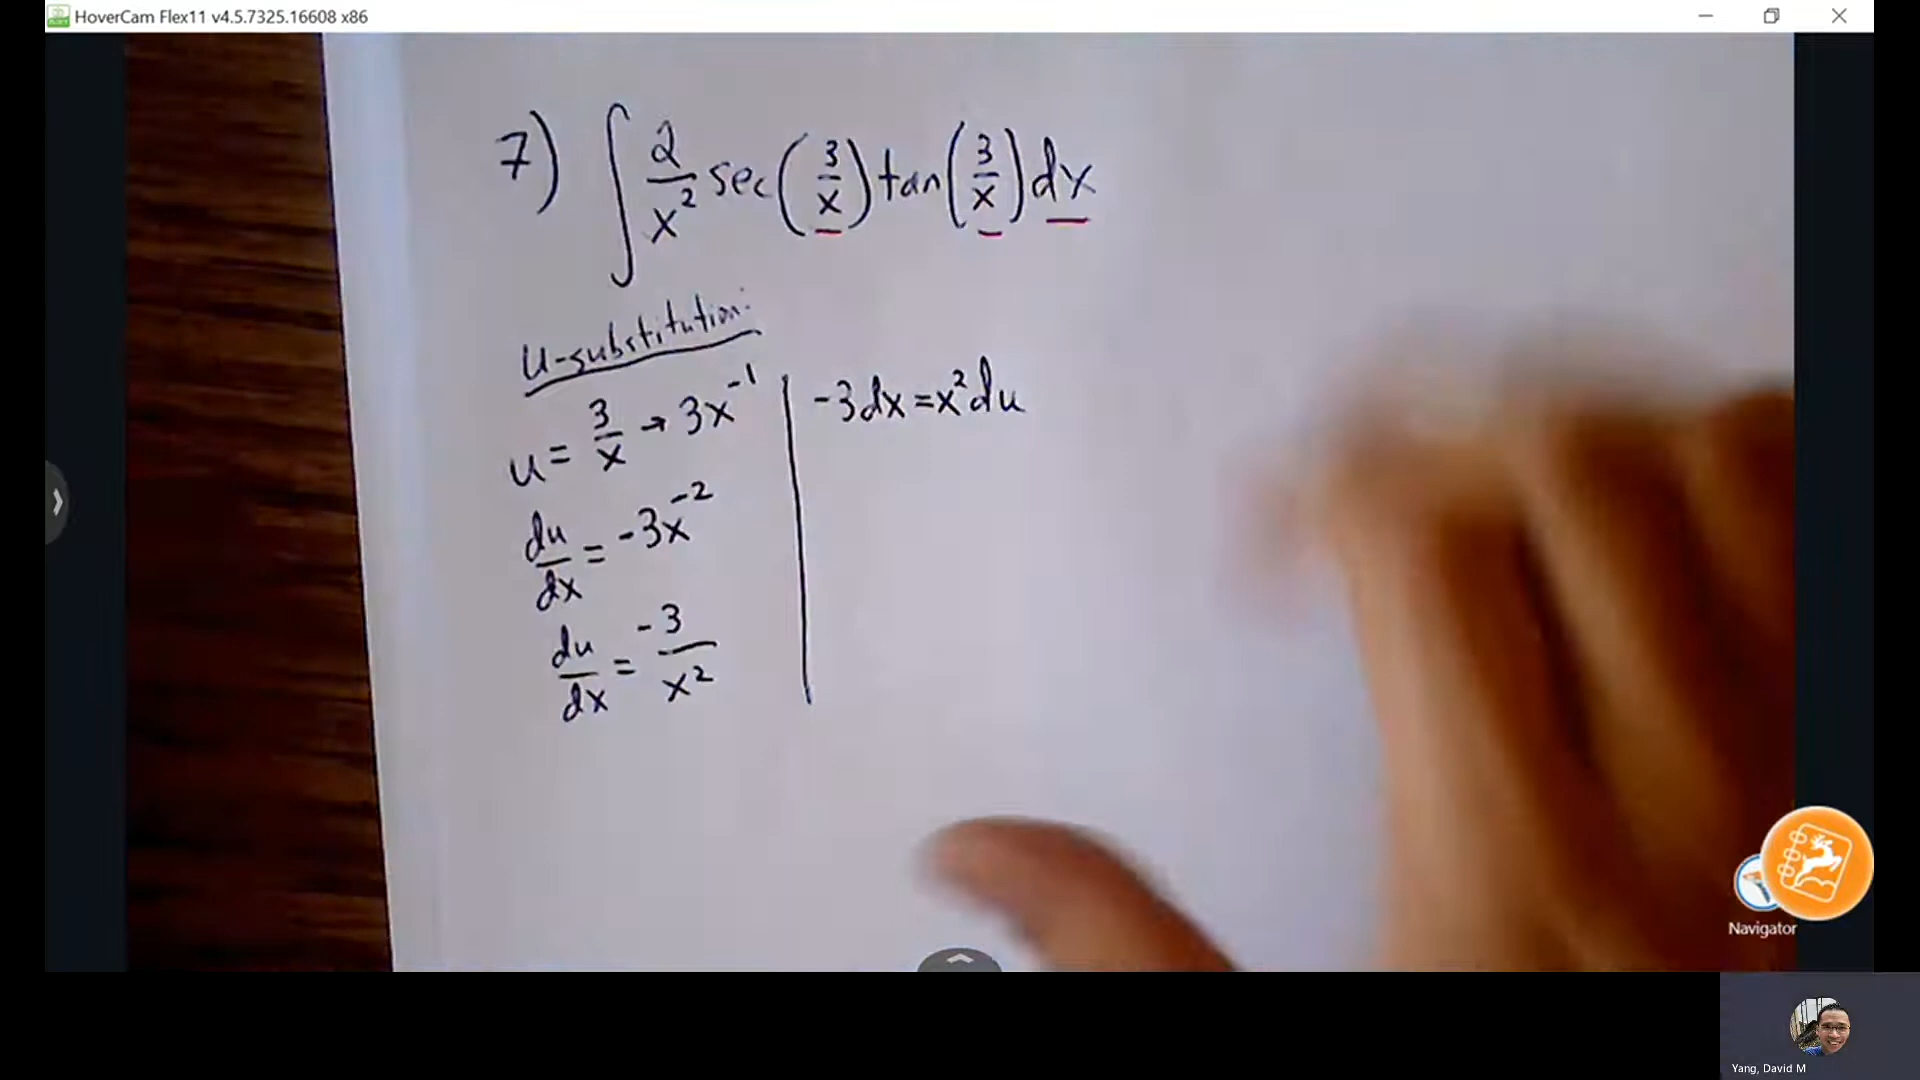 HoverCam Flex11 v4.5.7325.16608 x86
7) ∫ 2/x² sec(3/x) tan(3/x) dx
U-substitution:
u = 3/x → 3x⁻¹
du/dx = -3x⁻²
du/dx = -3/x²
-3dx = x²du
Navigator
Yang, David M